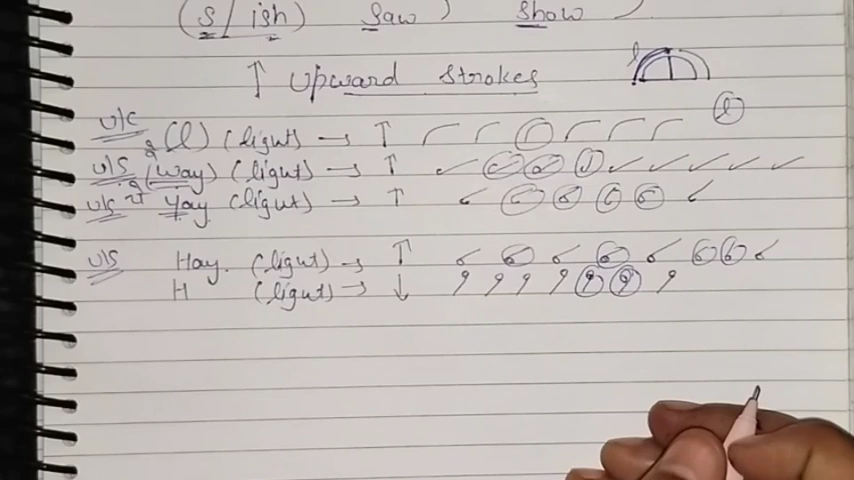 (S / ish) Saw Show
↑ Upward Strokes l
U/C (l) (light) → ↑ l
U/S (Way) (light) → ↑
U/S Yay (light) → ↑
U/S Hay. (light) → ↑
H (light) → ↓